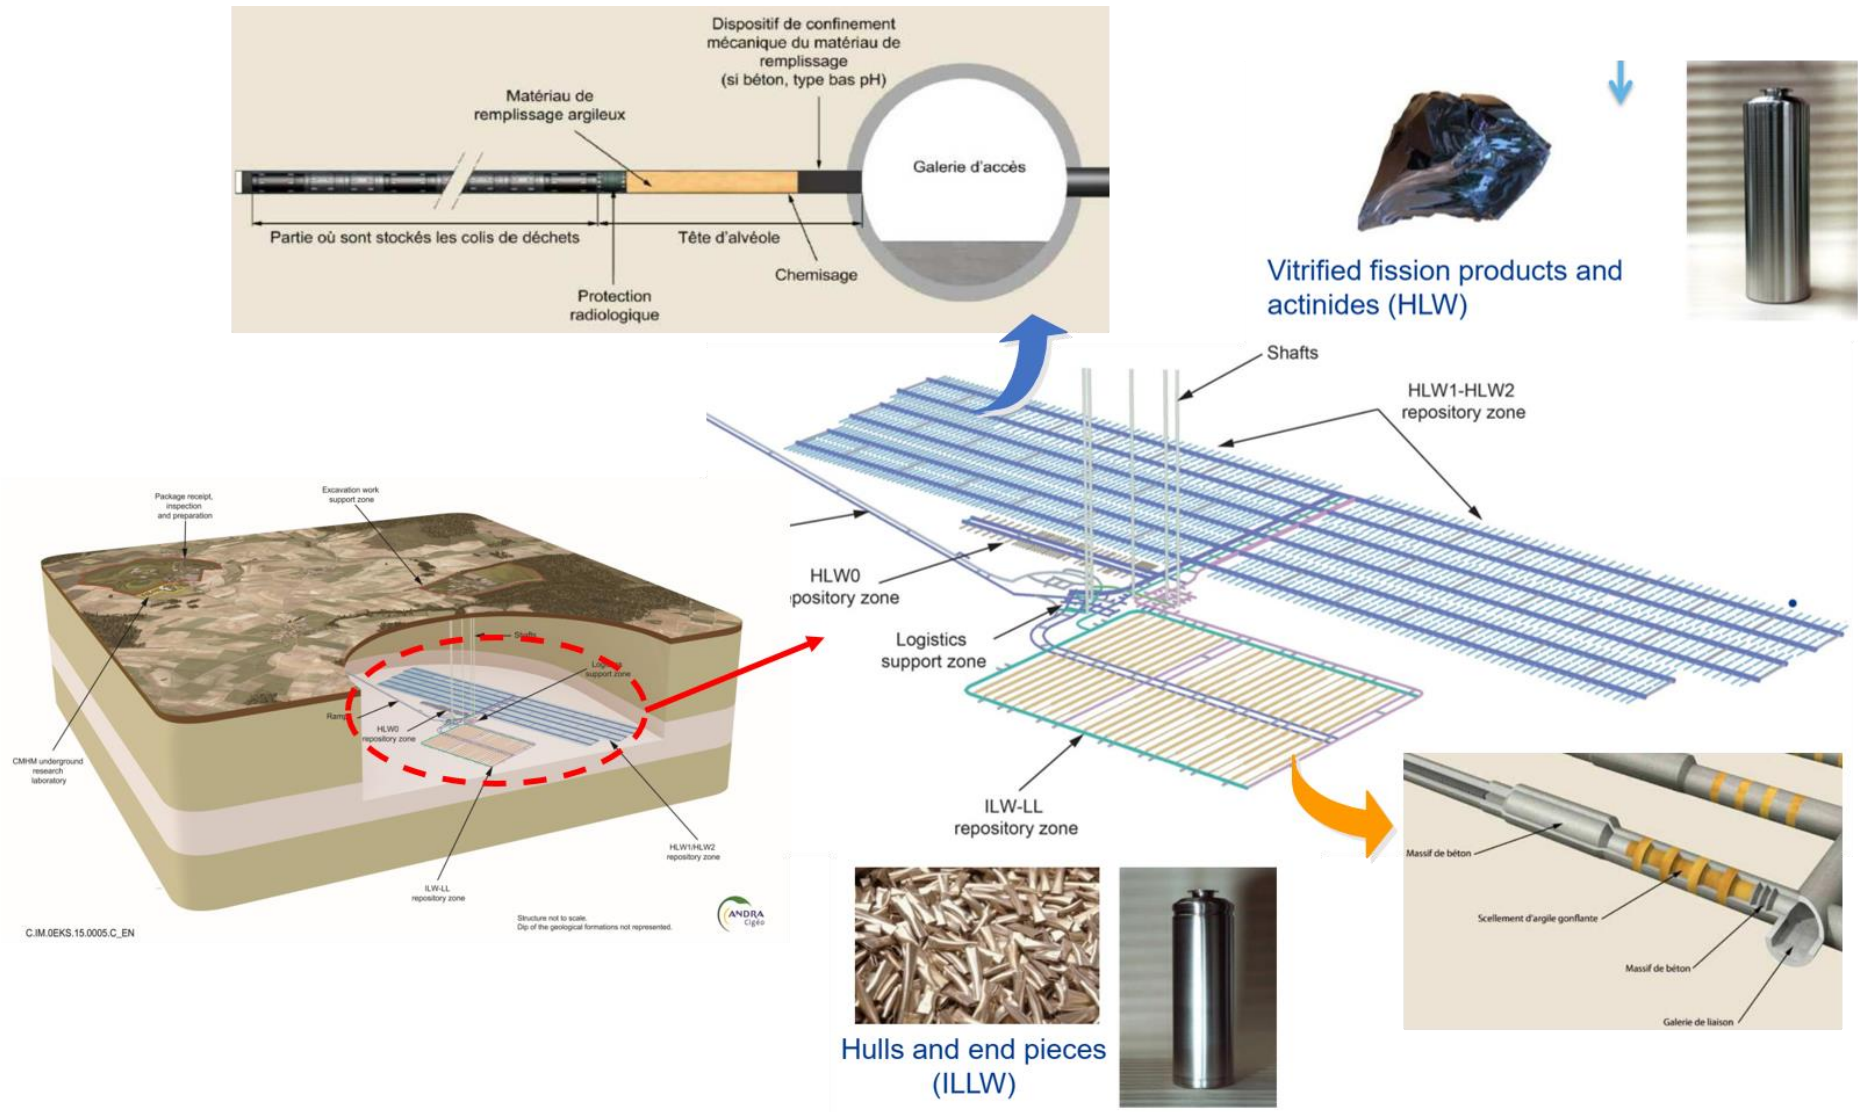 Dispositif de confinement
mécanique du matériau de
remplissage
(si béton, type bas pH)
Matériau de
remplissage argileux
Galerie d'accès
Partie où sont stockés les colis de déchets
Tête d'alvéole
Chemisage
Protection
radiologique
Vitrified fission products and
actinides (HLW)
Shafts
HLW1-HLW2
repository zone
HLW0
pository zone
Logistics
support zone
ILW-LL
repository zone
Package receipt,
inspection
and preparation
Excavation work
support zone
Shafts
Logistics
support zone
Ramp
HLW0
repository zone
CMHM underground
research
laboratory
HLW1/HLW2
repository zone
ILW-LL
repository zone
Structure not to scale.
Dip of the geological formations not represented.
ANDRA
Cigéo
C.IM.0EKS.15.0005.C_EN
Massif de béton
Scellement d'argile gonflante
Massif de béton
Galerie de liaison
Hulls and end pieces
(ILLW)